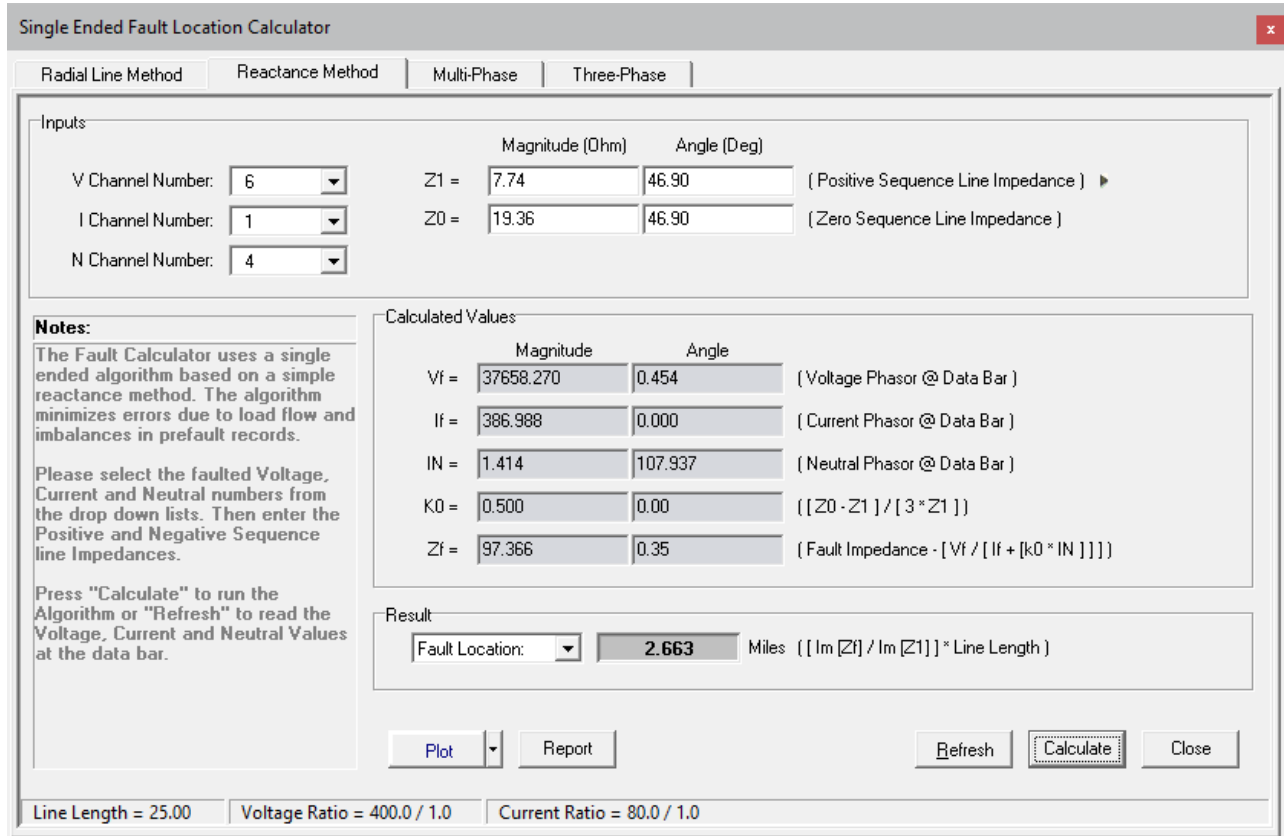 Single Ended Fault Location Calculator
x
Radial Line Method
Reactance Method
Multi-Phase
Three-Phase
Inputs
Magnitude (Ohm) Angle (Deg)
V Channel Number: 6 Z1 = 7.74 46.90 ( Positive Sequence Line Impedance )
I Channel Number: 1 Z0 = 19.36 46.90 ( Zero Sequence Line Impedance )
N Channel Number: 4
Notes:
The Fault Calculator uses a single
ended algorithm based on a simple
reactance method. The algorithm
minimizes errors due to load flow and
imbalances in prefault records.
Please select the faulted Voltage,
Current and Neutral numbers from
the drop down lists. Then enter the
Positive and Negative Sequence
line Impedances.
Press "Calculate" to run the
Algorithm or "Refresh" to read the
Voltage, Current and Neutral Values
at the data bar.
Calculated Values
Magnitude Angle
Vf = 37658.270 0.454 ( Voltage Phasor @ Data Bar )
If = 386.988 0.000 ( Current Phasor @ Data Bar )
IN = 1.414 107.937 ( Neutral Phasor @ Data Bar )
K0 = 0.500 0.00 ( [ Z0 - Z1 ] / [ 3 * Z1 ] )
Zf = 97.366 0.35 ( Fault Impedance - [ Vf / [ If + [k0 * IN ] ] ] )
Result
Fault Location: 2.663 Miles ( [ Im [Zf] / Im [Z1] ] * Line Length )
Plot Report Refresh Calculate Close
Line Length = 25.00 Voltage Ratio = 400.0 / 1.0 Current Ratio = 80.0 / 1.0